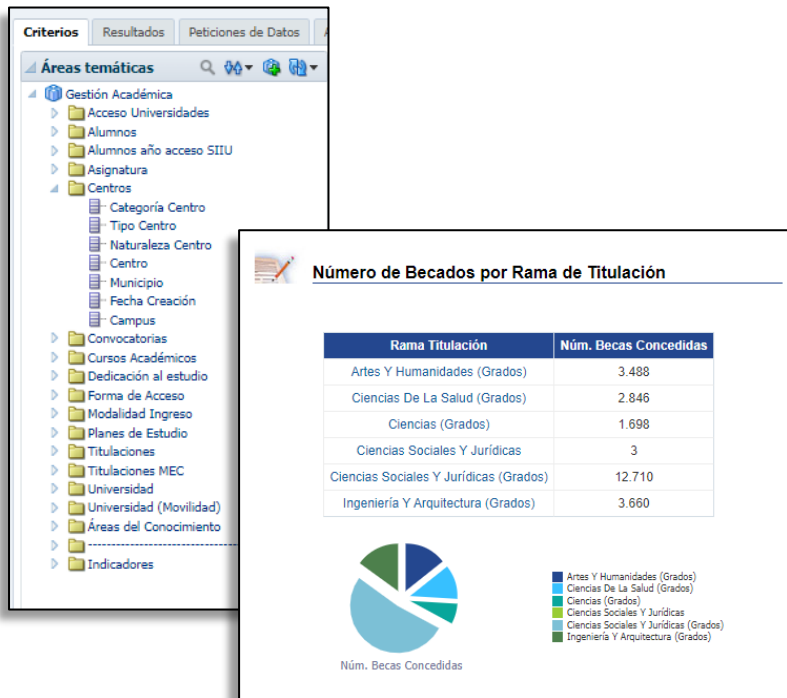 Criterios Resultados Peticiones de Datos
Áreas temáticas
Gestión Académica
Acceso Universidades
Alumnos
Alumnos año acceso SIIU
Asignatura
Centros
Categoría Centro
Tipo Centro
Naturaleza Centro
Centro
Municipio
Fecha Creación
Campus
Convocatorias
Cursos Académicos
Dedicación al estudio
Forma de Acceso
Modalidad Ingreso
Planes de Estudio
Titulaciones
Titulaciones MEC
Universidad
Universidad (Movilidad)
Áreas del Conocimiento
Indicadores
Número de Becados por Rama de Titulación
Rama Titulación Núm. Becas Concedidas
Artes Y Humanidades (Grados) 3.488
Ciencias De La Salud (Grados) 2.846
Ciencias (Grados) 1.698
Ciencias Sociales Y Jurídicas 3
Ciencias Sociales Y Jurídicas (Grados) 12.710
Ingeniería Y Arquitectura (Grados) 3.660
Artes Y Humanidades (Grados)
Ciencias De La Salud (Grados)
Ciencias (Grados)
Ciencias Sociales Y Jurídicas
Ciencias Sociales Y Jurídicas (Grados)
Ingeniería Y Arquitectura (Grados)
Núm. Becas Concedidas